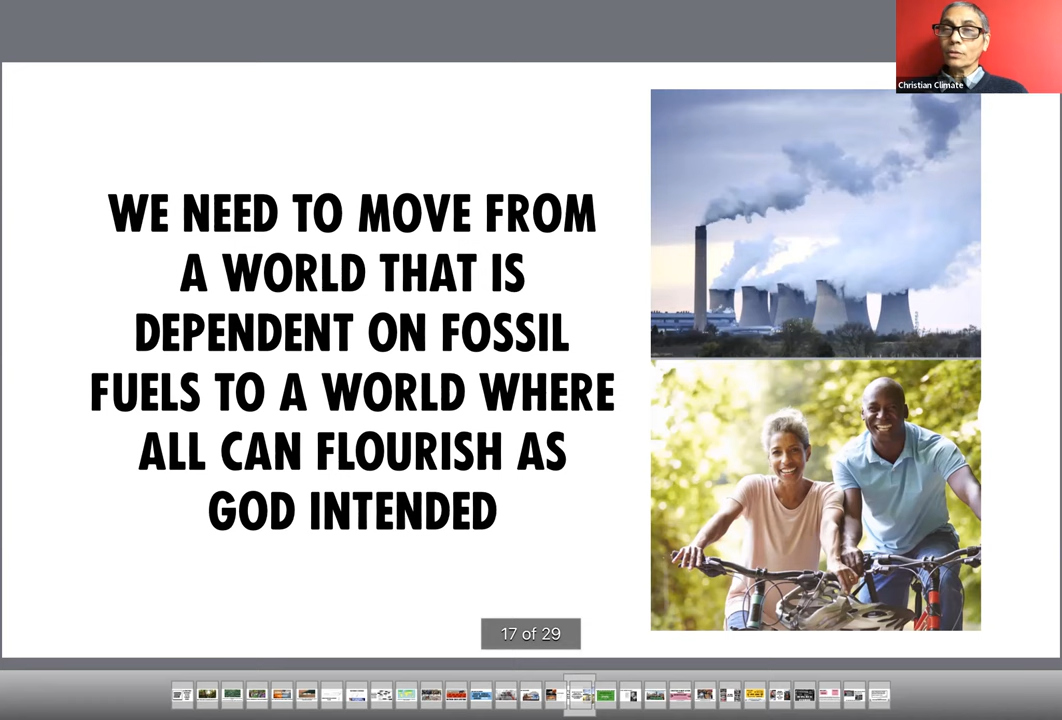 Christian Climate
WE NEED TO MOVE FROM
A WORLD THAT IS
DEPENDENT ON FOSSIL
FUELS TO A WORLD WHERE
ALL CAN FLOURISH AS
GOD INTENDED
17 of 29